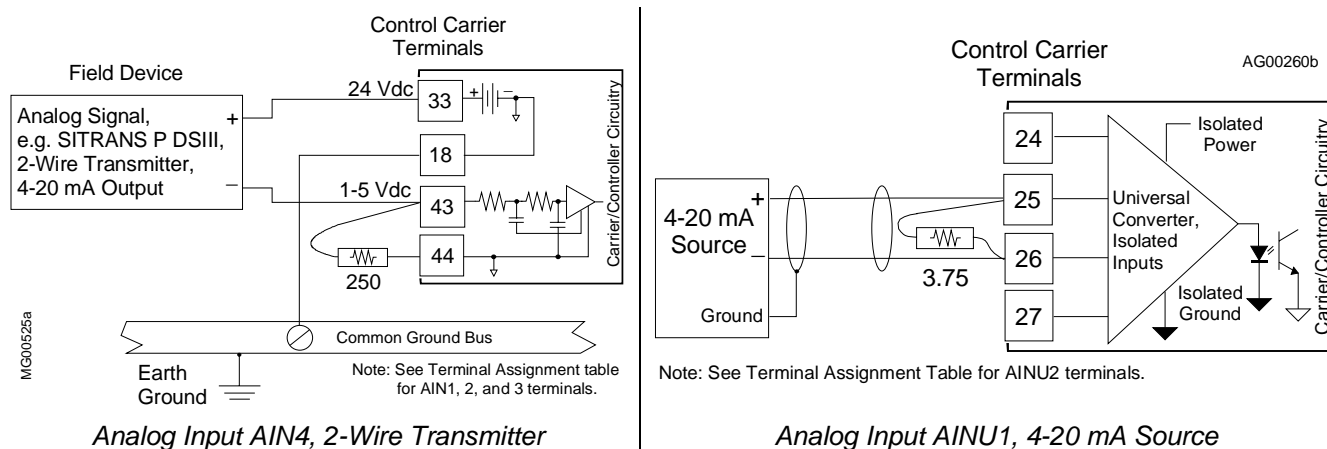 Control Carrier
Terminals
Field Device
Analog Signal,
e.g. SITRANS P DSIII,
2-Wire Transmitter,
4-20 mA Output
+
−
24 Vdc
33
+
−
18
1-5 Vdc
43
44
250
Carrier/Controller Circuitry
Common Ground Bus
Earth
Ground
Note: See Terminal Assignment table
for AIN1, 2, and 3 terminals.
MG00525a
Analog Input AIN4, 2-Wire Transmitter
Control Carrier
Terminals
AG00260b
24
25
26
27
Isolated
Power
Universal
Converter,
Isolated
Inputs
Isolated
Ground
Carrier/Controller Circuitry
4-20 mA
Source
+
−
Ground
3.75
Note: See Terminal Assignment Table for AINU2 terminals.
Analog Input AINU1, 4-20 mA Source